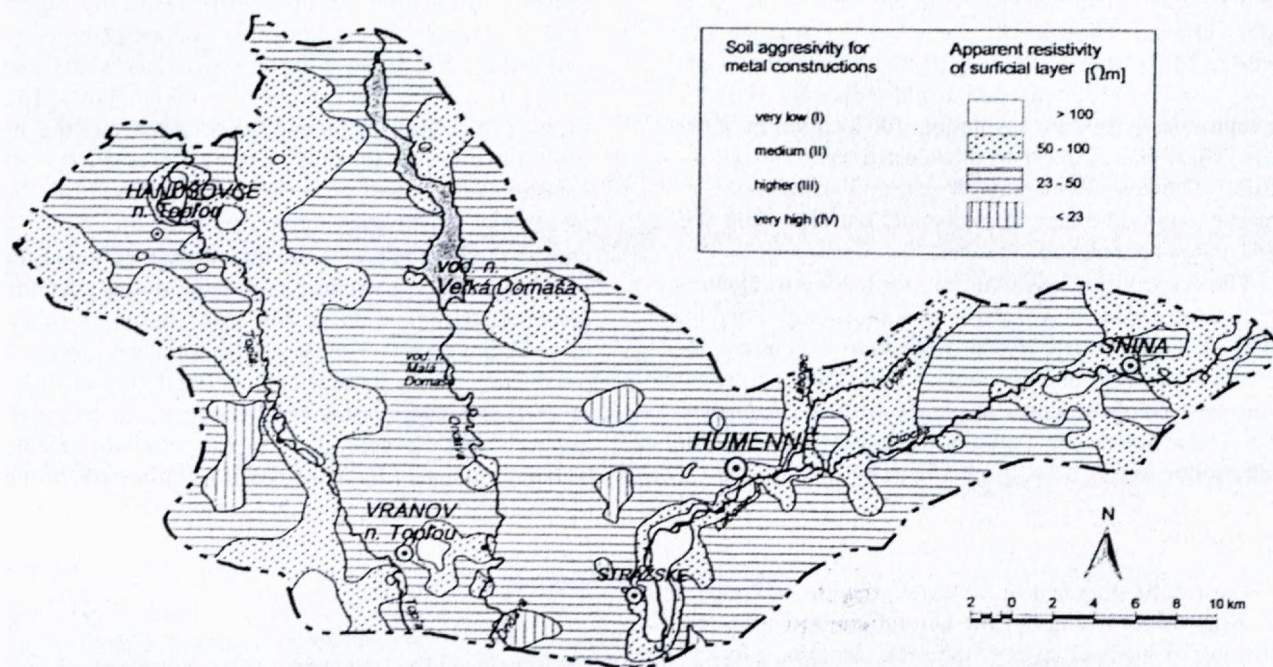 Soil aggresivity for
metal constructions
Apparent resistivity
of surficial layer [Ωm]
very low (I) > 100
medium (II) 50 - 100
higher (III) 23 - 50
very high (IV) < 23
n. Topľou
vod. n.
Veľká Domaša
Topľa
vod. n.
Malá
Domaša
Ondava
SNINA
HUMENNÉ
Cirocha
VRANOV
n. Topľou
STRÁŽSKE
Topľa
N
2 0 2 4 6 8 10 km